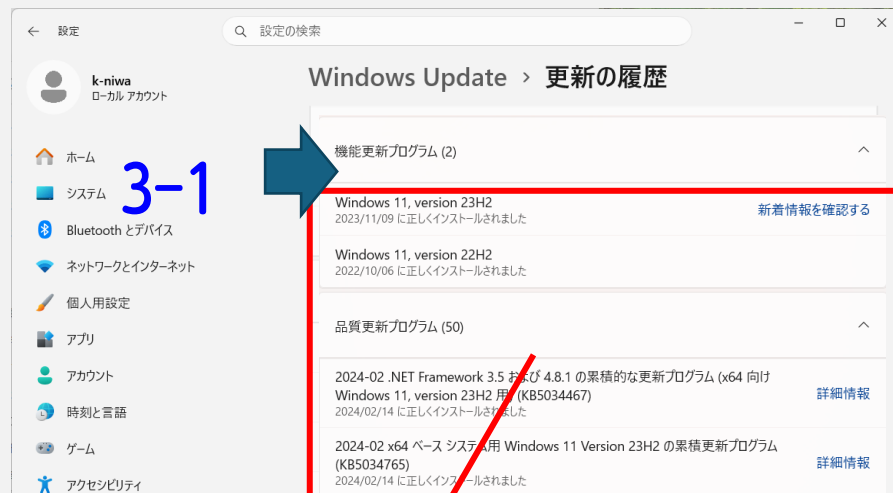 設定
設定の検索
k-niwa
ローカル アカウント
Windows Update › 更新の履歴
ホーム
システム
Bluetooth とデバイス
ネットワークとインターネット
個人用設定
アプリ
アカウント
時刻と言語
ゲーム
アクセシビリティ
3-1
機能更新プログラム (2)
Windows 11, version 23H2
2023/11/09 に正しくインストールされました
新着情報を確認する
Windows 11, version 22H2
2022/10/06 に正しくインストールされました
品質更新プログラム (50)
2024-02 .NET Framework 3.5 および 4.8.1 の累積的な更新プログラム (x64 向け
Windows 11, version 23H2 用) (KB5034467)
2024/02/14 に正しくインストールされました
詳細情報
2024-02 x64 ベース システム用 Windows 11 Version 23H2 の累積更新プログラム
(KB5034765)
2024/02/14 に正しくインストールされました
詳細情報